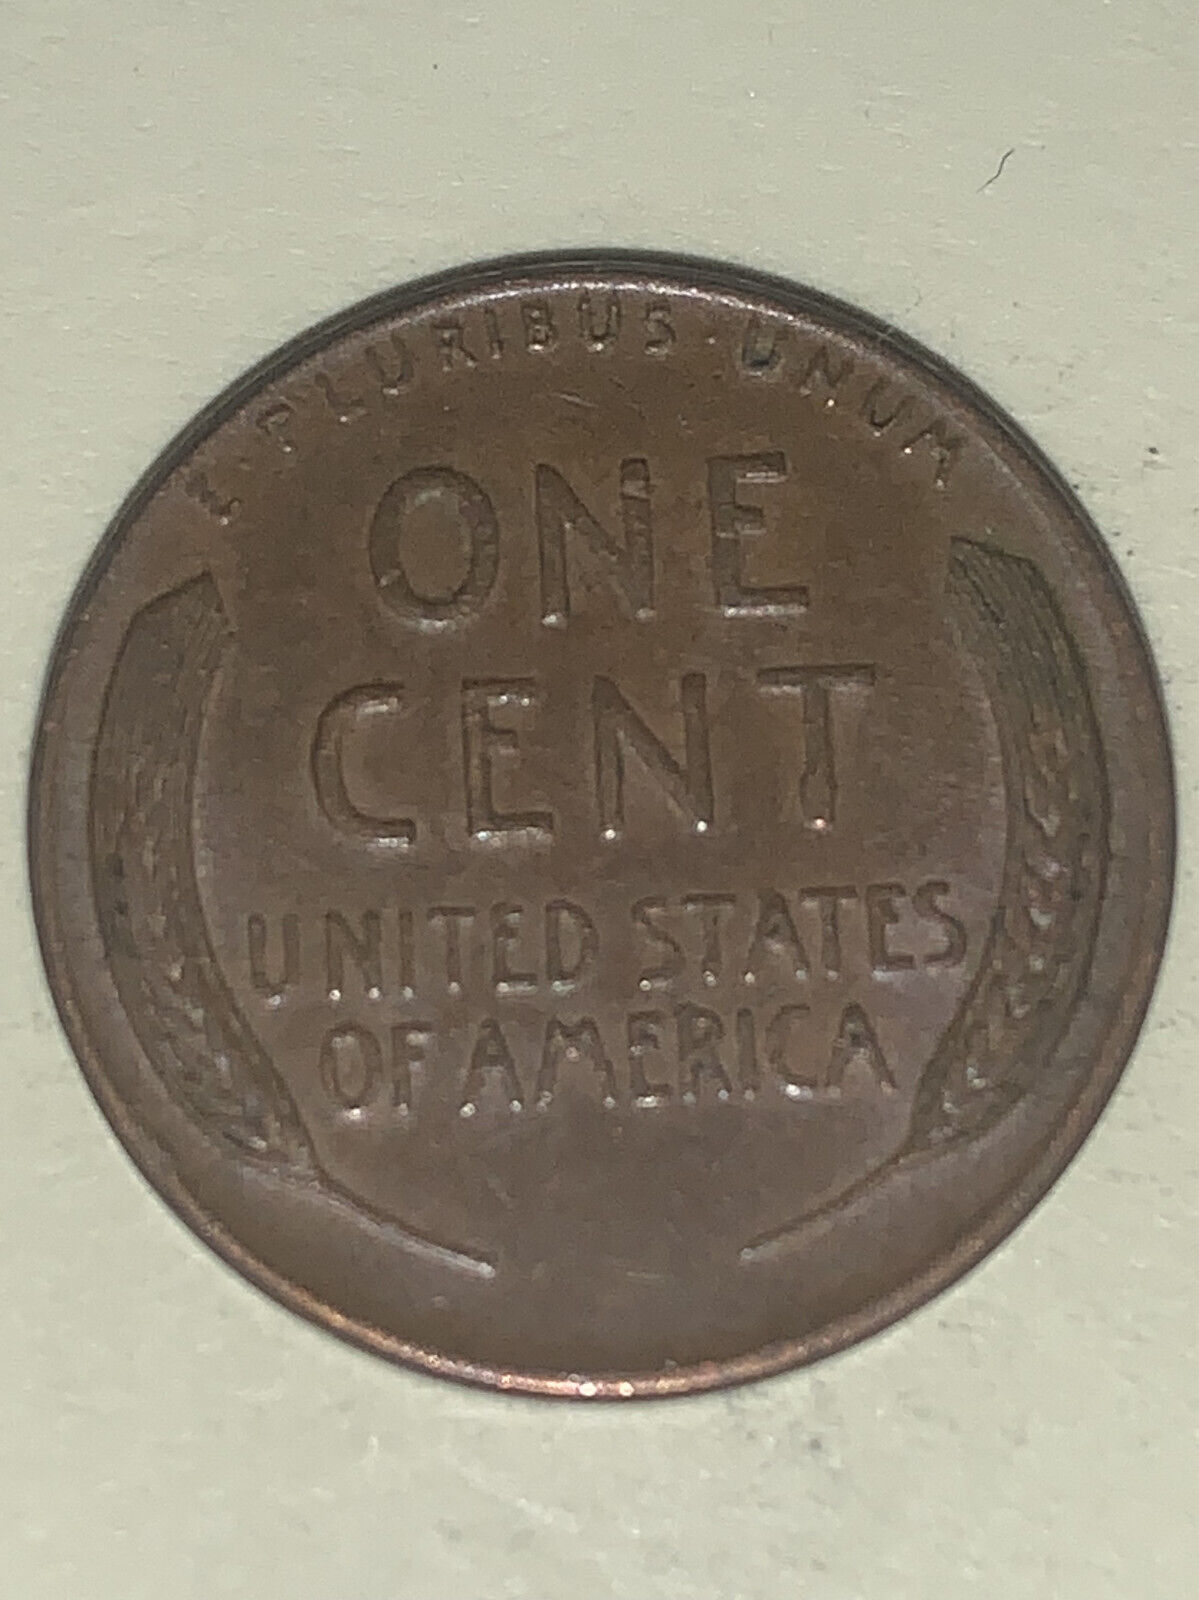 E · PLURIBUS · UNUM
ONE
CENT
UNITED STATES
OF AMERICA